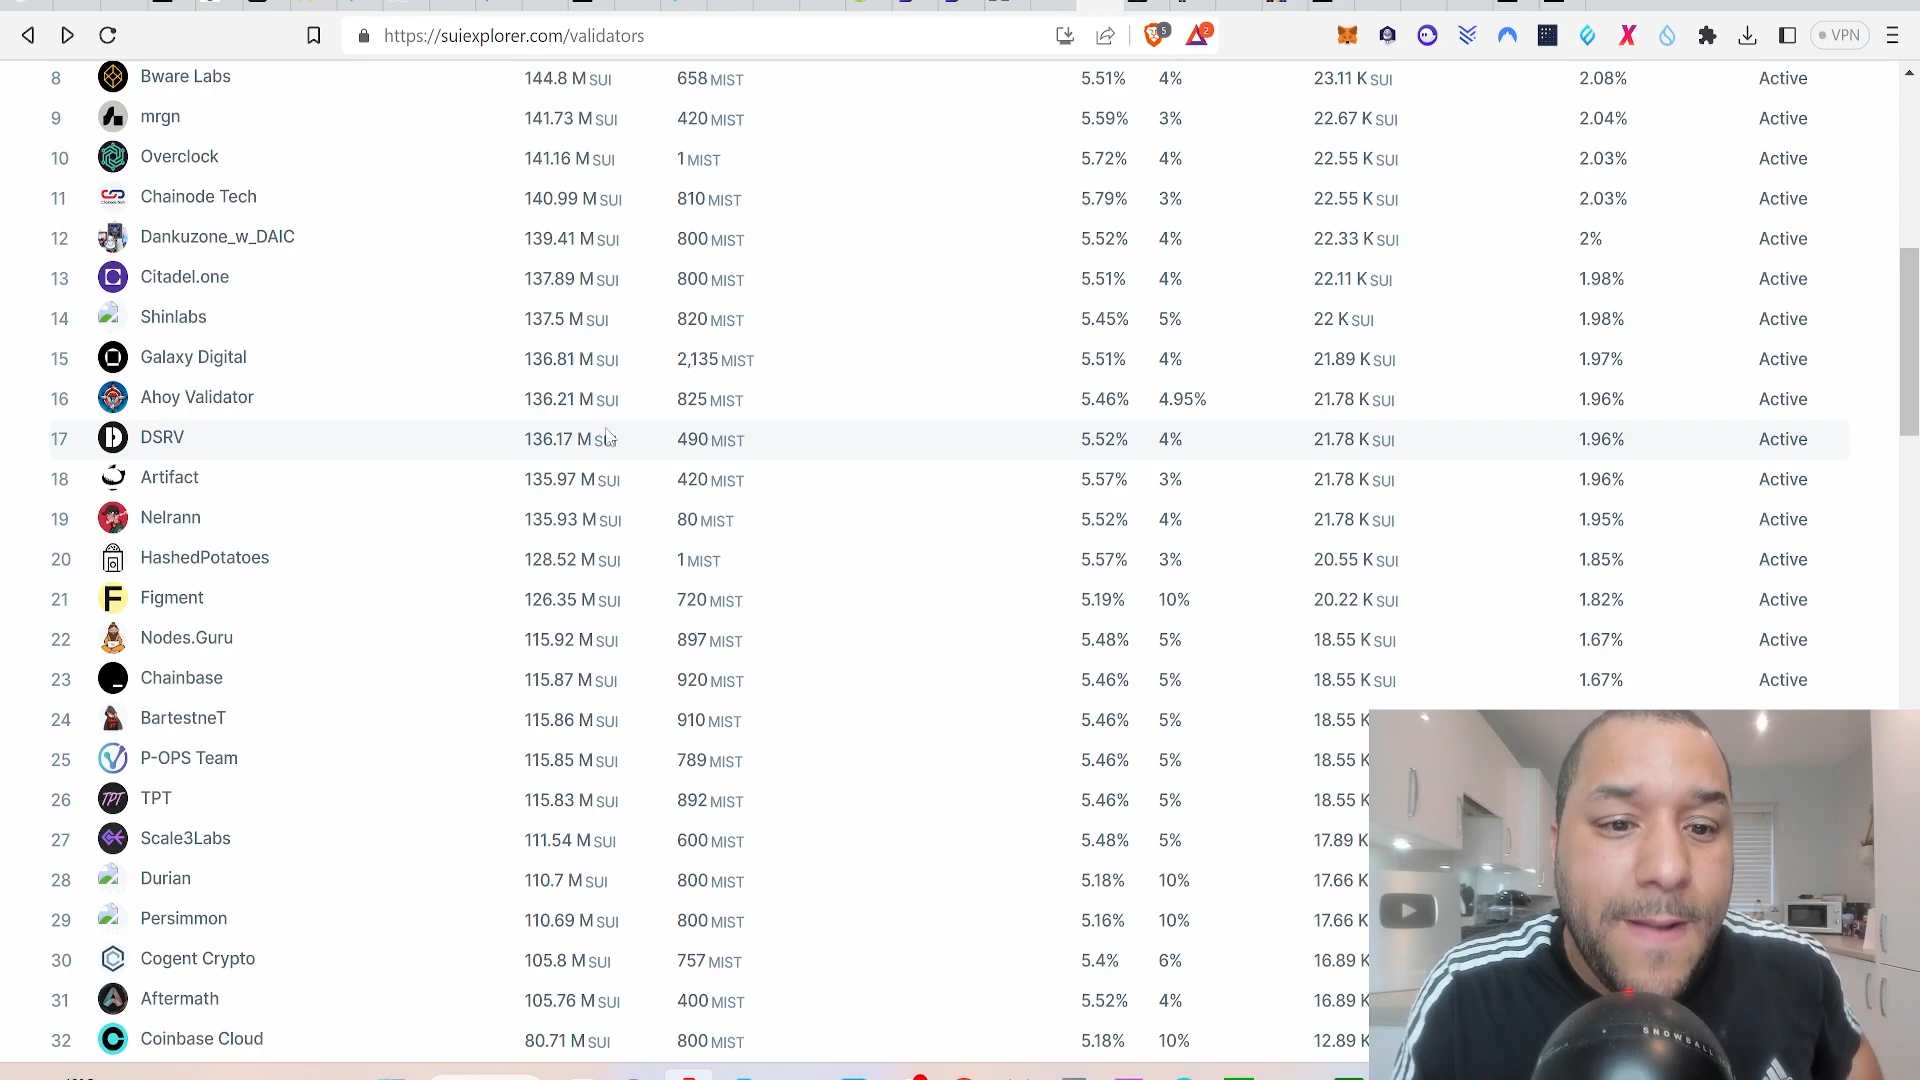 https://suiexplorer.com/validators
5
2
VPN
8 Bware Labs 144.8 M SUI 658 MIST 5.51% 4% 23.11 K SUI 2.08% Active
9 mrgn 141.73 M SUI 420 MIST 5.59% 3% 22.67 K SUI 2.04% Active
10 Overclock 141.16 M SUI 1 MIST 5.72% 4% 22.55 K SUI 2.03% Active
11 Chainode Tech 140.99 M SUI 810 MIST 5.79% 3% 22.55 K SUI 2.03% Active
12 Dankuzone_w_DAIC 139.41 M SUI 800 MIST 5.52% 4% 22.33 K SUI 2% Active
13 Citadel.one 137.89 M SUI 800 MIST 5.51% 4% 22.11 K SUI 1.98% Active
14 Shinlabs 137.5 M SUI 820 MIST 5.45% 5% 22 K SUI 1.98% Active
15 Galaxy Digital 136.81 M SUI 2,135 MIST 5.51% 4% 21.89 K SUI 1.97% Active
16 Ahoy Validator 136.21 M SUI 825 MIST 5.46% 4.95% 21.78 K SUI 1.96% Active
17 DSRV 136.17 M SUI 490 MIST 5.52% 4% 21.78 K SUI 1.96% Active
18 Artifact 135.97 M SUI 420 MIST 5.57% 3% 21.78 K SUI 1.96% Active
19 Nelrann 135.93 M SUI 80 MIST 5.52% 4% 21.78 K SUI 1.95% Active
20 HashedPotatoes 128.52 M SUI 1 MIST 5.57% 3% 20.55 K SUI 1.85% Active
21 Figment 126.35 M SUI 720 MIST 5.19% 10% 20.22 K SUI 1.82% Active
22 Nodes.Guru 115.92 M SUI 897 MIST 5.48% 5% 18.55 K SUI 1.67% Active
23 Chainbase 115.87 M SUI 920 MIST 5.46% 5% 18.55 K SUI 1.67% Active
24 BartestneT 115.86 M SUI 910 MIST 5.46% 5% 18.55 K
25 P-OPS Team 115.85 M SUI 789 MIST 5.46% 5% 18.55 K
26 TPT 115.83 M SUI 892 MIST 5.46% 5% 18.55 K
27 Scale3Labs 111.54 M SUI 600 MIST 5.48% 5% 17.89 K
28 Durian 110.7 M SUI 800 MIST 5.18% 10% 17.66 K
29 Persimmon 110.69 M SUI 800 MIST 5.16% 10% 17.66 K
30 Cogent Crypto 105.8 M SUI 757 MIST 5.4% 6% 16.89 K
31 Aftermath 105.76 M SUI 400 MIST 5.52% 4% 16.89 K
32 Coinbase Cloud 80.71 M SUI 800 MIST 5.18% 10% 12.89 K
SNOWBALL